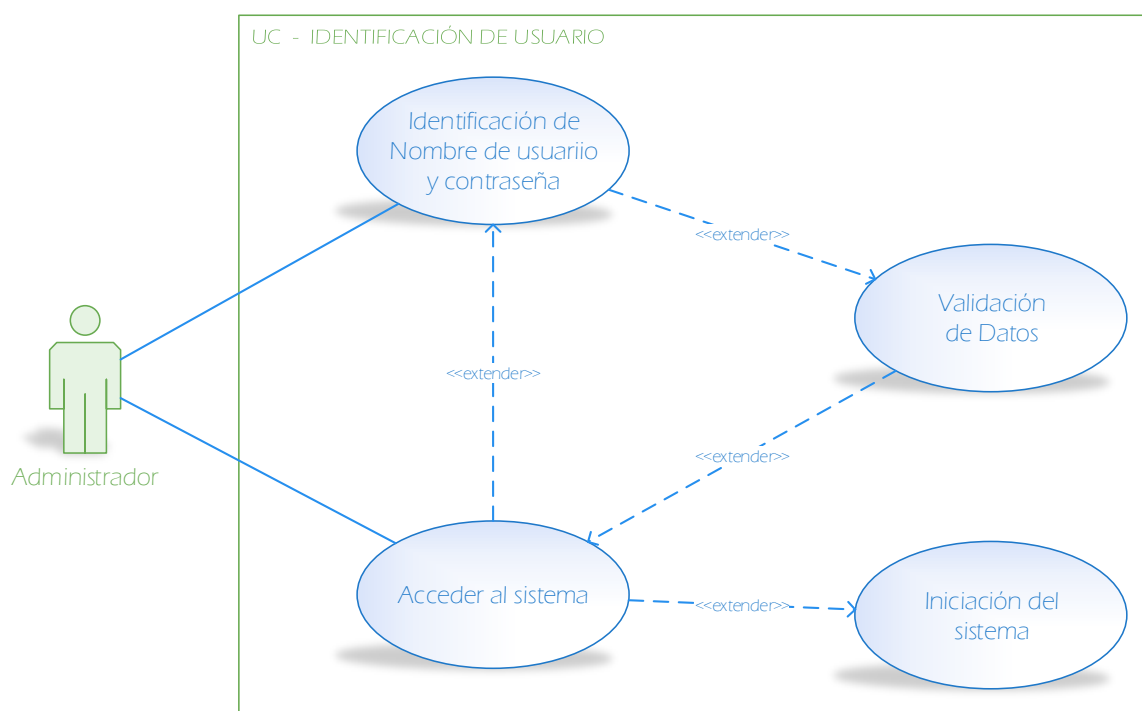 UC - IDENTIFICACIÓN DE USUARIO
Identificación de
Nombre de usuariio
y contraseña
<<extender>>
Validación
de Datos
<<extender>>
<<extender>>
Administrador
Acceder al sistema
<<extender>>
Iniciación del
sistema